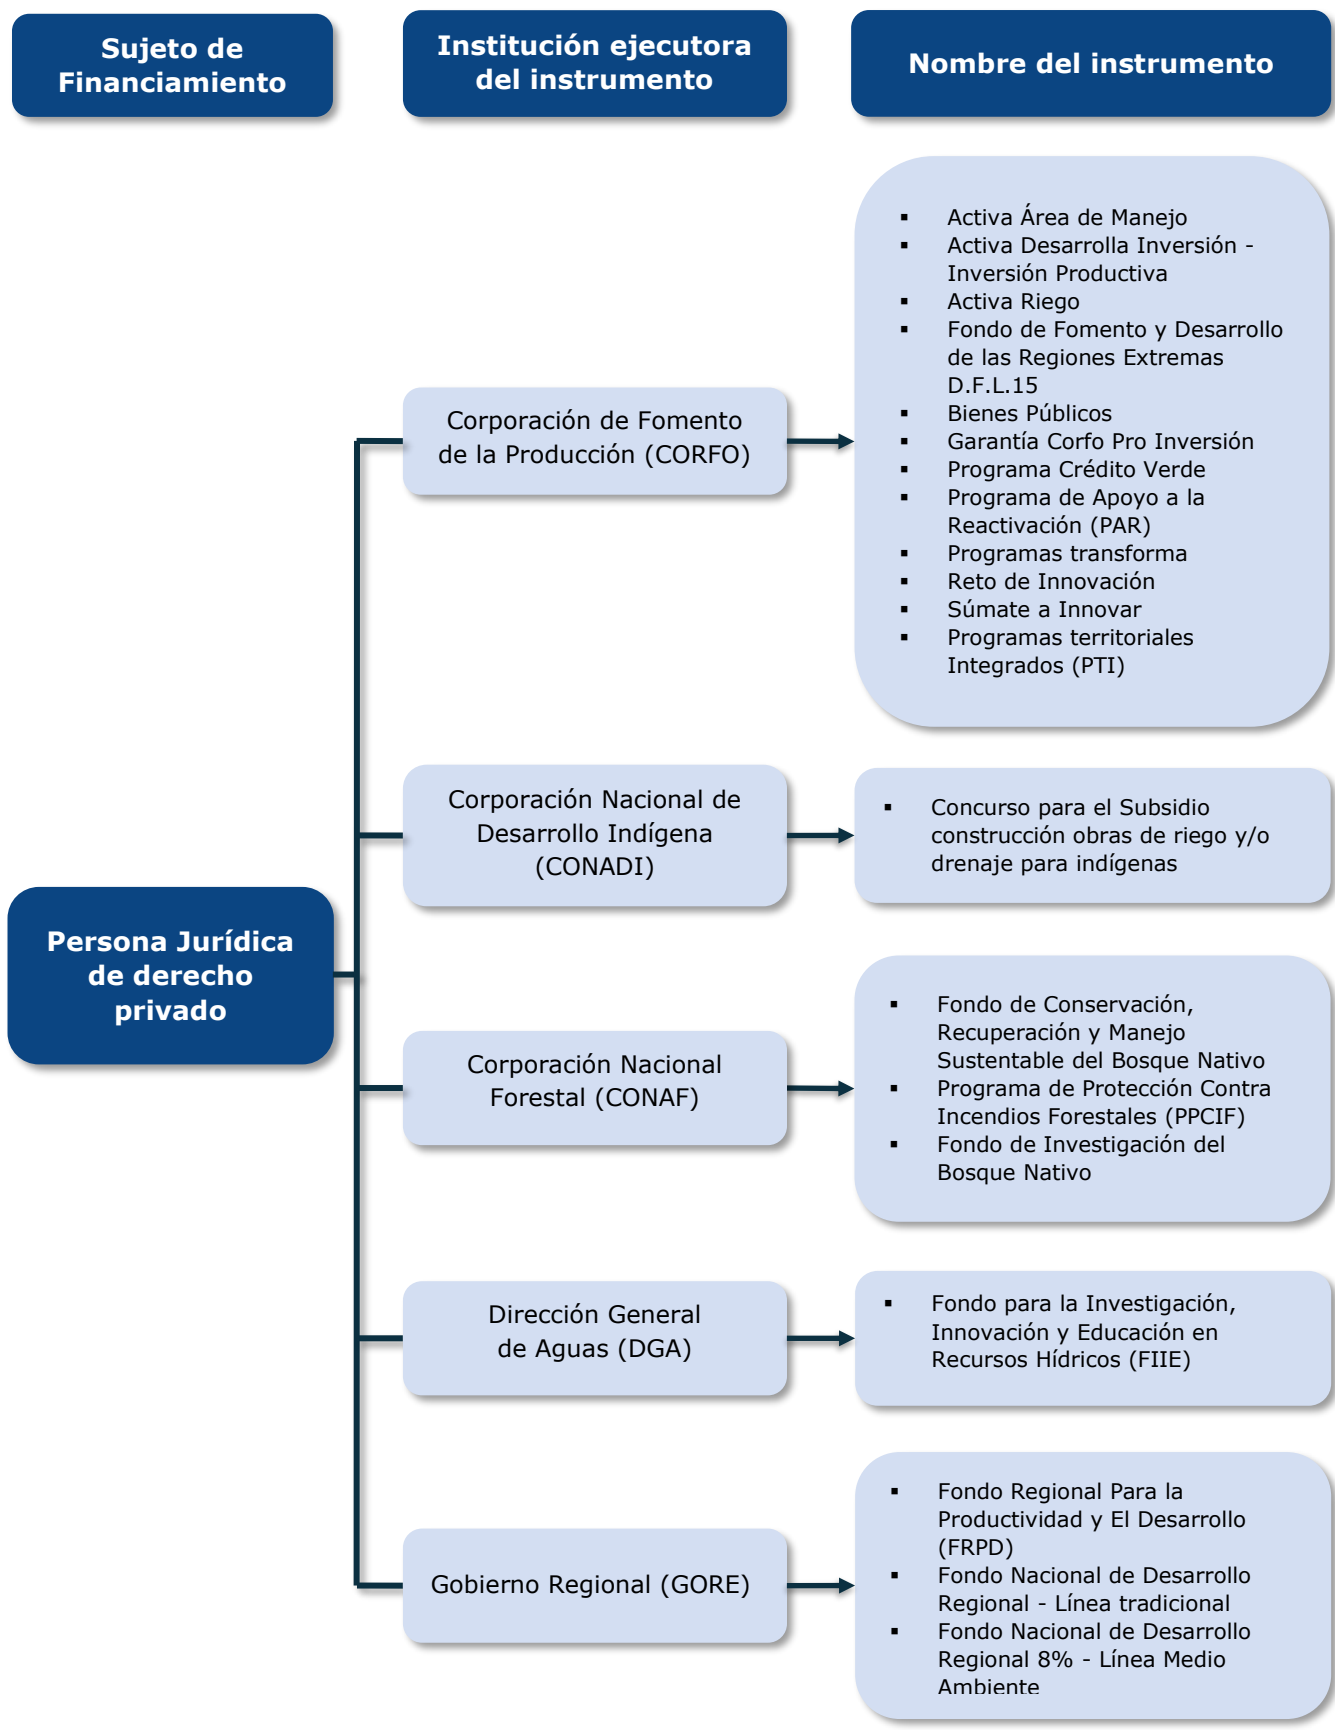 Sujeto de
Financiamiento
Institución ejecutora
del instrumento
Nombre del instrumento
Persona Jurídica
de derecho
privado
Corporación de Fomento
de la Producción (CORFO)
▪ Activa Área de Manejo
▪ Activa Desarrolla Inversión -
Inversión Productiva
▪ Activa Riego
▪ Fondo de Fomento y Desarrollo
de las Regiones Extremas
D.F.L.15
▪ Bienes Públicos
▪ Garantía Corfo Pro Inversión
▪ Programa Crédito Verde
▪ Programa de Apoyo a la
Reactivación (PAR)
▪ Programas transforma
▪ Reto de Innovación
▪ Súmate a Innovar
▪ Programas territoriales
Integrados (PTI)
Corporación Nacional de
Desarrollo Indígena
(CONADI)
▪ Concurso para el Subsidio
construcción obras de riego y/o
drenaje para indígenas
Corporación Nacional
Forestal (CONAF)
▪ Fondo de Conservación,
Recuperación y Manejo
Sustentable del Bosque Nativo
▪ Programa de Protección Contra
Incendios Forestales (PPCIF)
▪ Fondo de Investigación del
Bosque Nativo
Dirección General
de Aguas (DGA)
▪ Fondo para la Investigación,
Innovación y Educación en
Recursos Hídricos (FIIE)
Gobierno Regional (GORE)
▪ Fondo Regional Para la
Productividad y El Desarrollo
(FRPD)
▪ Fondo Nacional de Desarrollo
Regional - Línea tradicional
▪ Fondo Nacional de Desarrollo
Regional 8% - Línea Medio
Ambiente